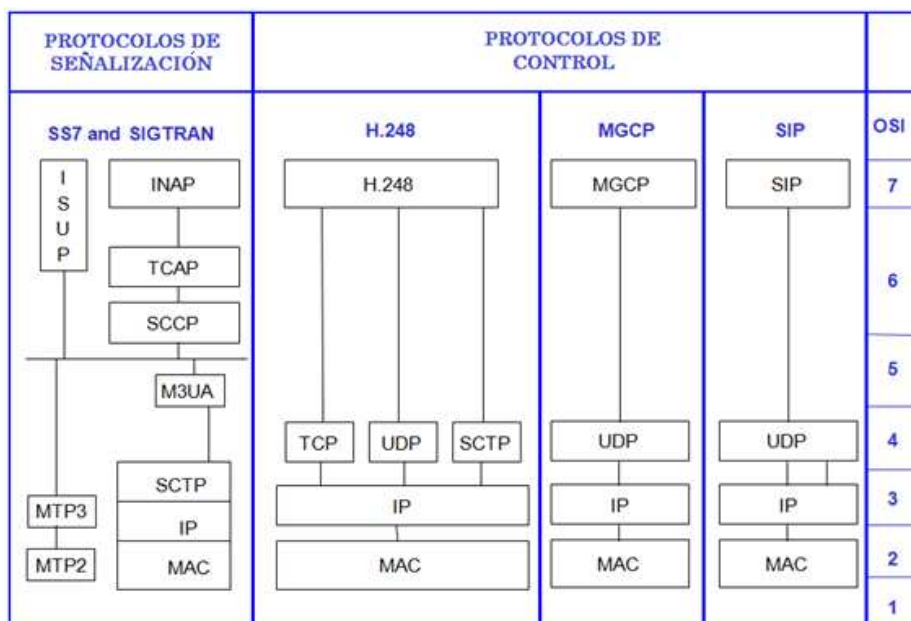 PROTOCOLOS DE
SEÑALIZACIÓN
PROTOCOLOS DE
CONTROL
SS7 and SIGTRAN
H.248
MGCP
SIP
OSI
I
S
U
P
INAP
H.248
MGCP
SIP
7
TCAP
6
SCCP
M3UA
5
TCP
UDP
SCTP
UDP
UDP
4
SCTP
MTP3
IP
IP
IP
IP
3
MTP2
MAC
MAC
MAC
MAC
2
1